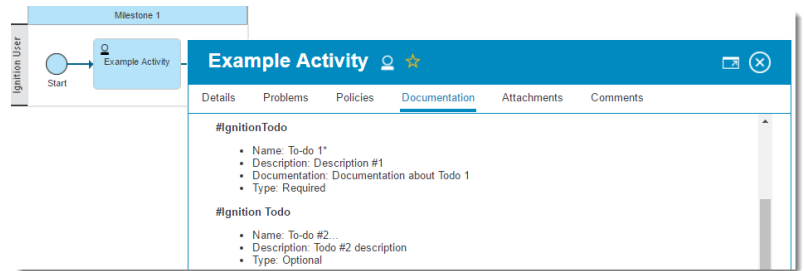 Milestone 1
Ignition User
Start
Example Activity
Example Activity
Details Problems Policies Documentation Attachments Comments
#IgnitionTodo
• Name: To-do 1*
• Description: Description #1
• Documentation: Documentation about Todo 1
• Type: Required
#Ignition Todo
• Name: To-do #2...
• Description: Todo #2 description
• Type: Optional